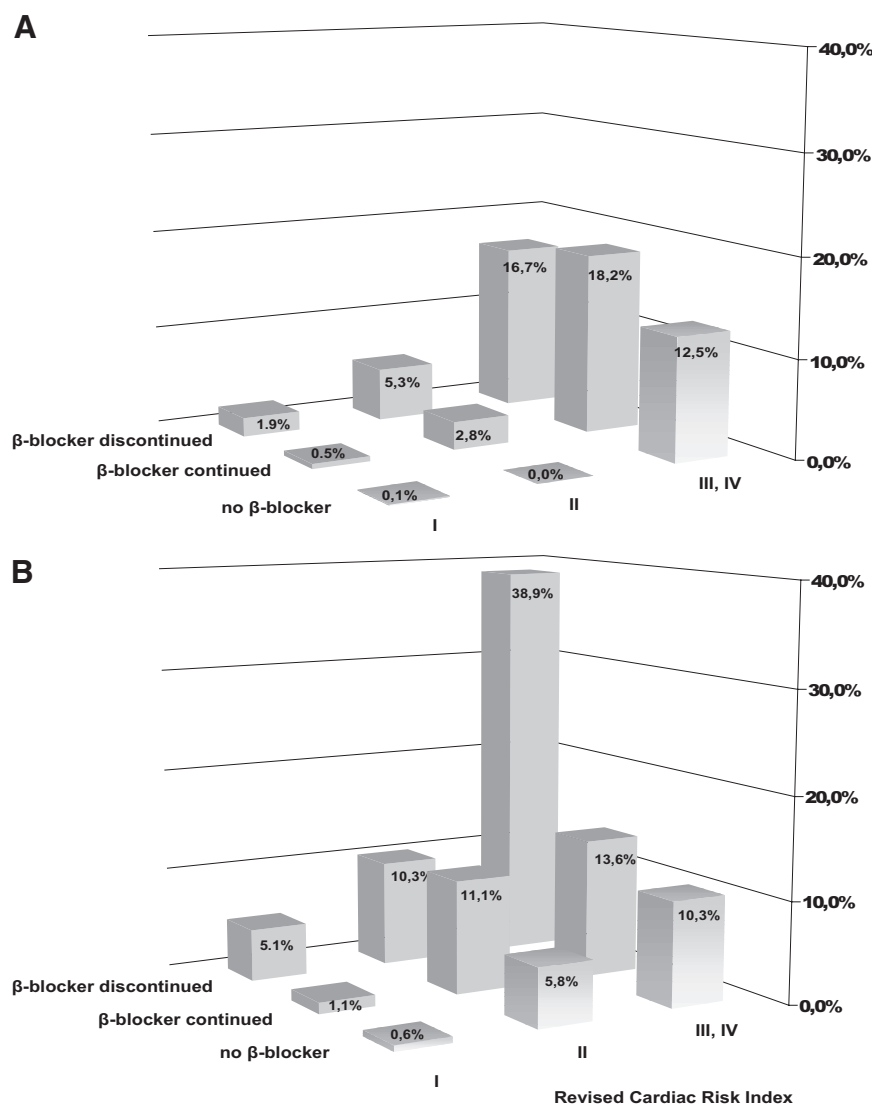 A
40,0%
30,0%
20,0%
10,0%
0,0%
16,7%
18,2%
12,5%
5,3%
2,8%
0,0%
1.9%
0.5%
0,1%
β-blocker discontinued
β-blocker continued
no β-blocker
I
II
III, IV
B
40,0%
30,0%
20,0%
10,0%
0,0%
38,9%
13,6%
10,3%
10,3%
11,1%
5,8%
5.1%
1,1%
0,6%
β-blocker discontinued
β-blocker continued
no β-blocker
I
II
III, IV
Revised Cardiac Risk Index